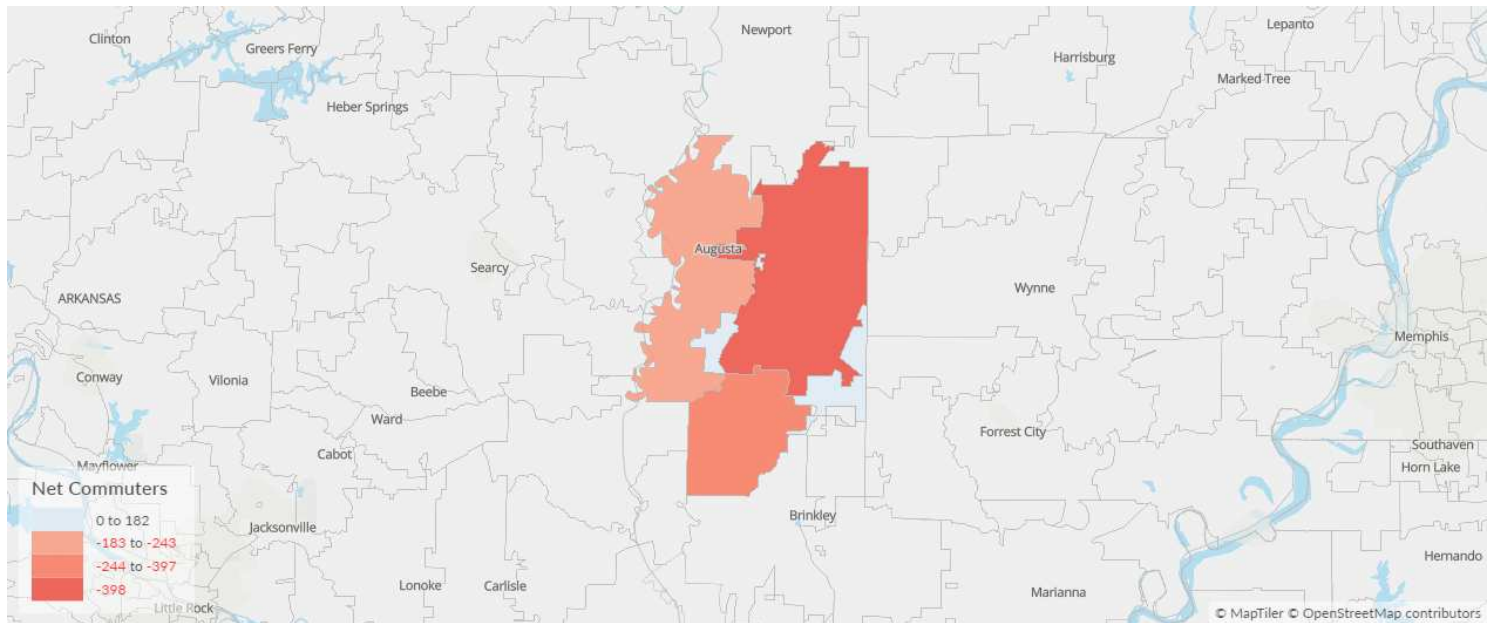 Newport
Lepanto
Clinton
Greers Ferry
Harrisburg
Marked Tree
Heber Springs
Augusta
Searcy
Wynne
ARKANSAS
Memphis
Conway
Vilonia
Beebe
Ward
Forrest City
Cabot
Southaven
Mayflower
Horn Lake
Net Commuters
0 to 182
-183 to -243
-244 to -397
-398
Brinkley
Jacksonville
Hernando
Lonoke
Carlisle
Marianna
Little Rock
© MapTiler © OpenStreetMap contributors